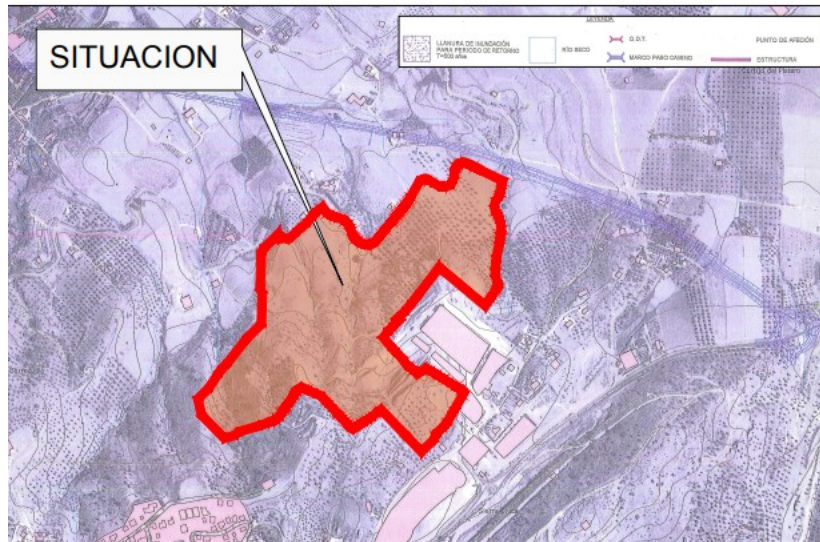 SITUACION
LEYENDA
LLANURA DE INUNDACIÓN
PARA PERIODO DE RETORNO
T=500 años
RÍO SECO
O.D.T.
MARCO PASO CAMINO
PUNTO DE AFECCIÓN
ESTRUCTURA